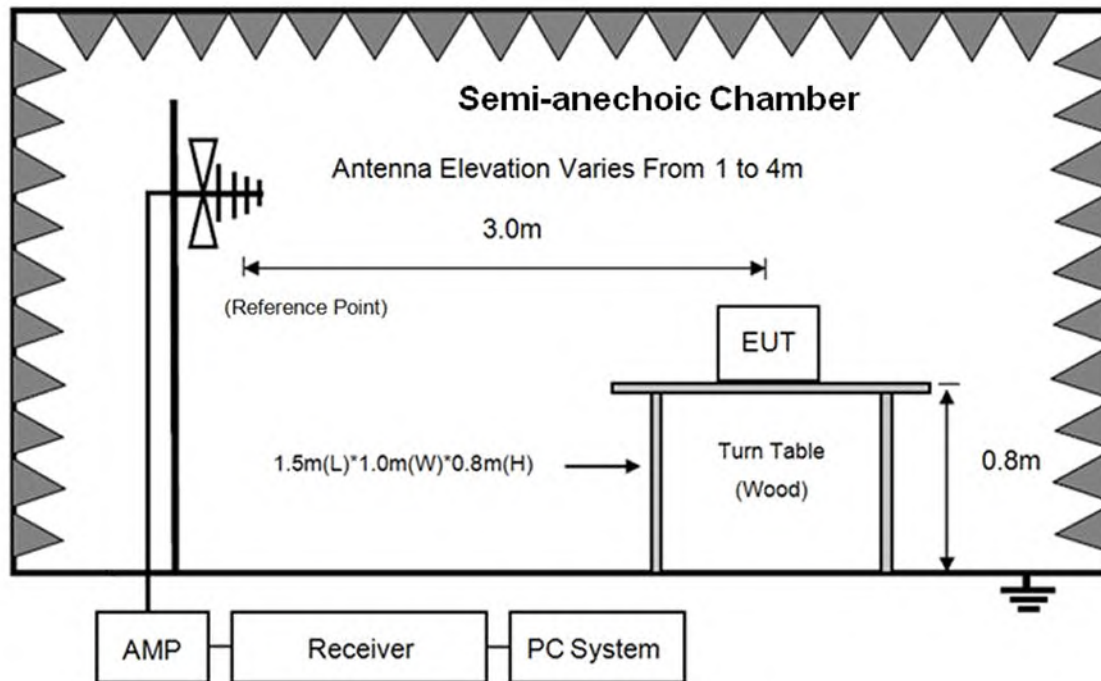 Semi-anechoic Chamber
Antenna Elevation Varies From 1 to 4m
3.0m
(Reference Point)
EUT
1.5m(L)*1.0m(W)*0.8m(H)
Turn Table
(Wood)
0.8m
AMP
Receiver
PC System